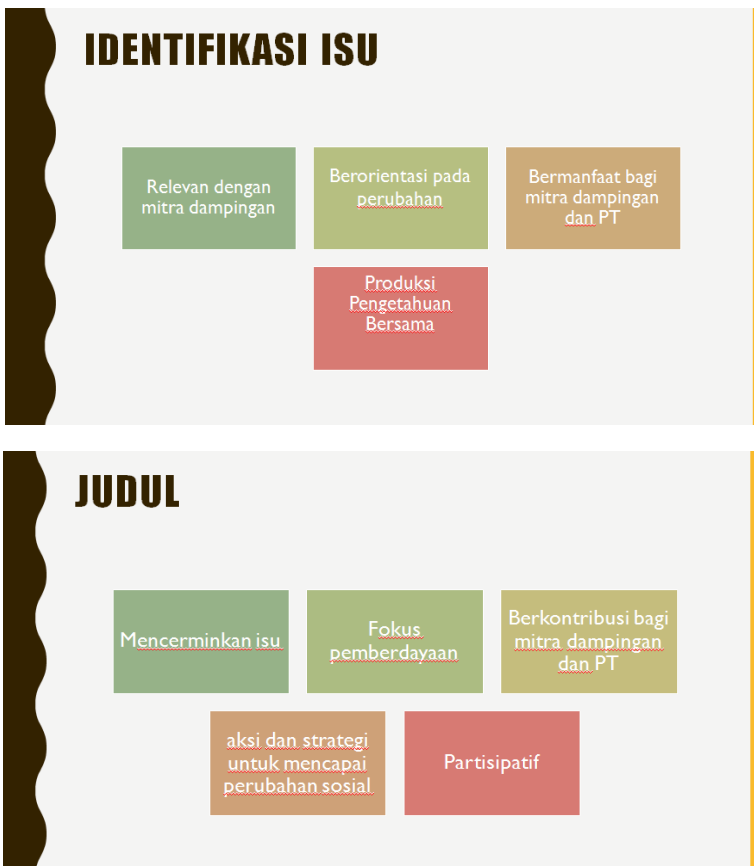 IDENTIFIKASI ISU
Relevan dengan
mitra dampingan
Berorientasi pada
perubahan
Bermanfaat bagi
mitra dampingan
dan PT
Produksi
Pengetahuan
Bersama
JUDUL
Mencerminkan isu
Fokus
pemberdayaan
Berkontribusi bagi
mitra dampingan
dan PT
aksi dan strategi
untuk mencapai
perubahan sosial
Partisipatif